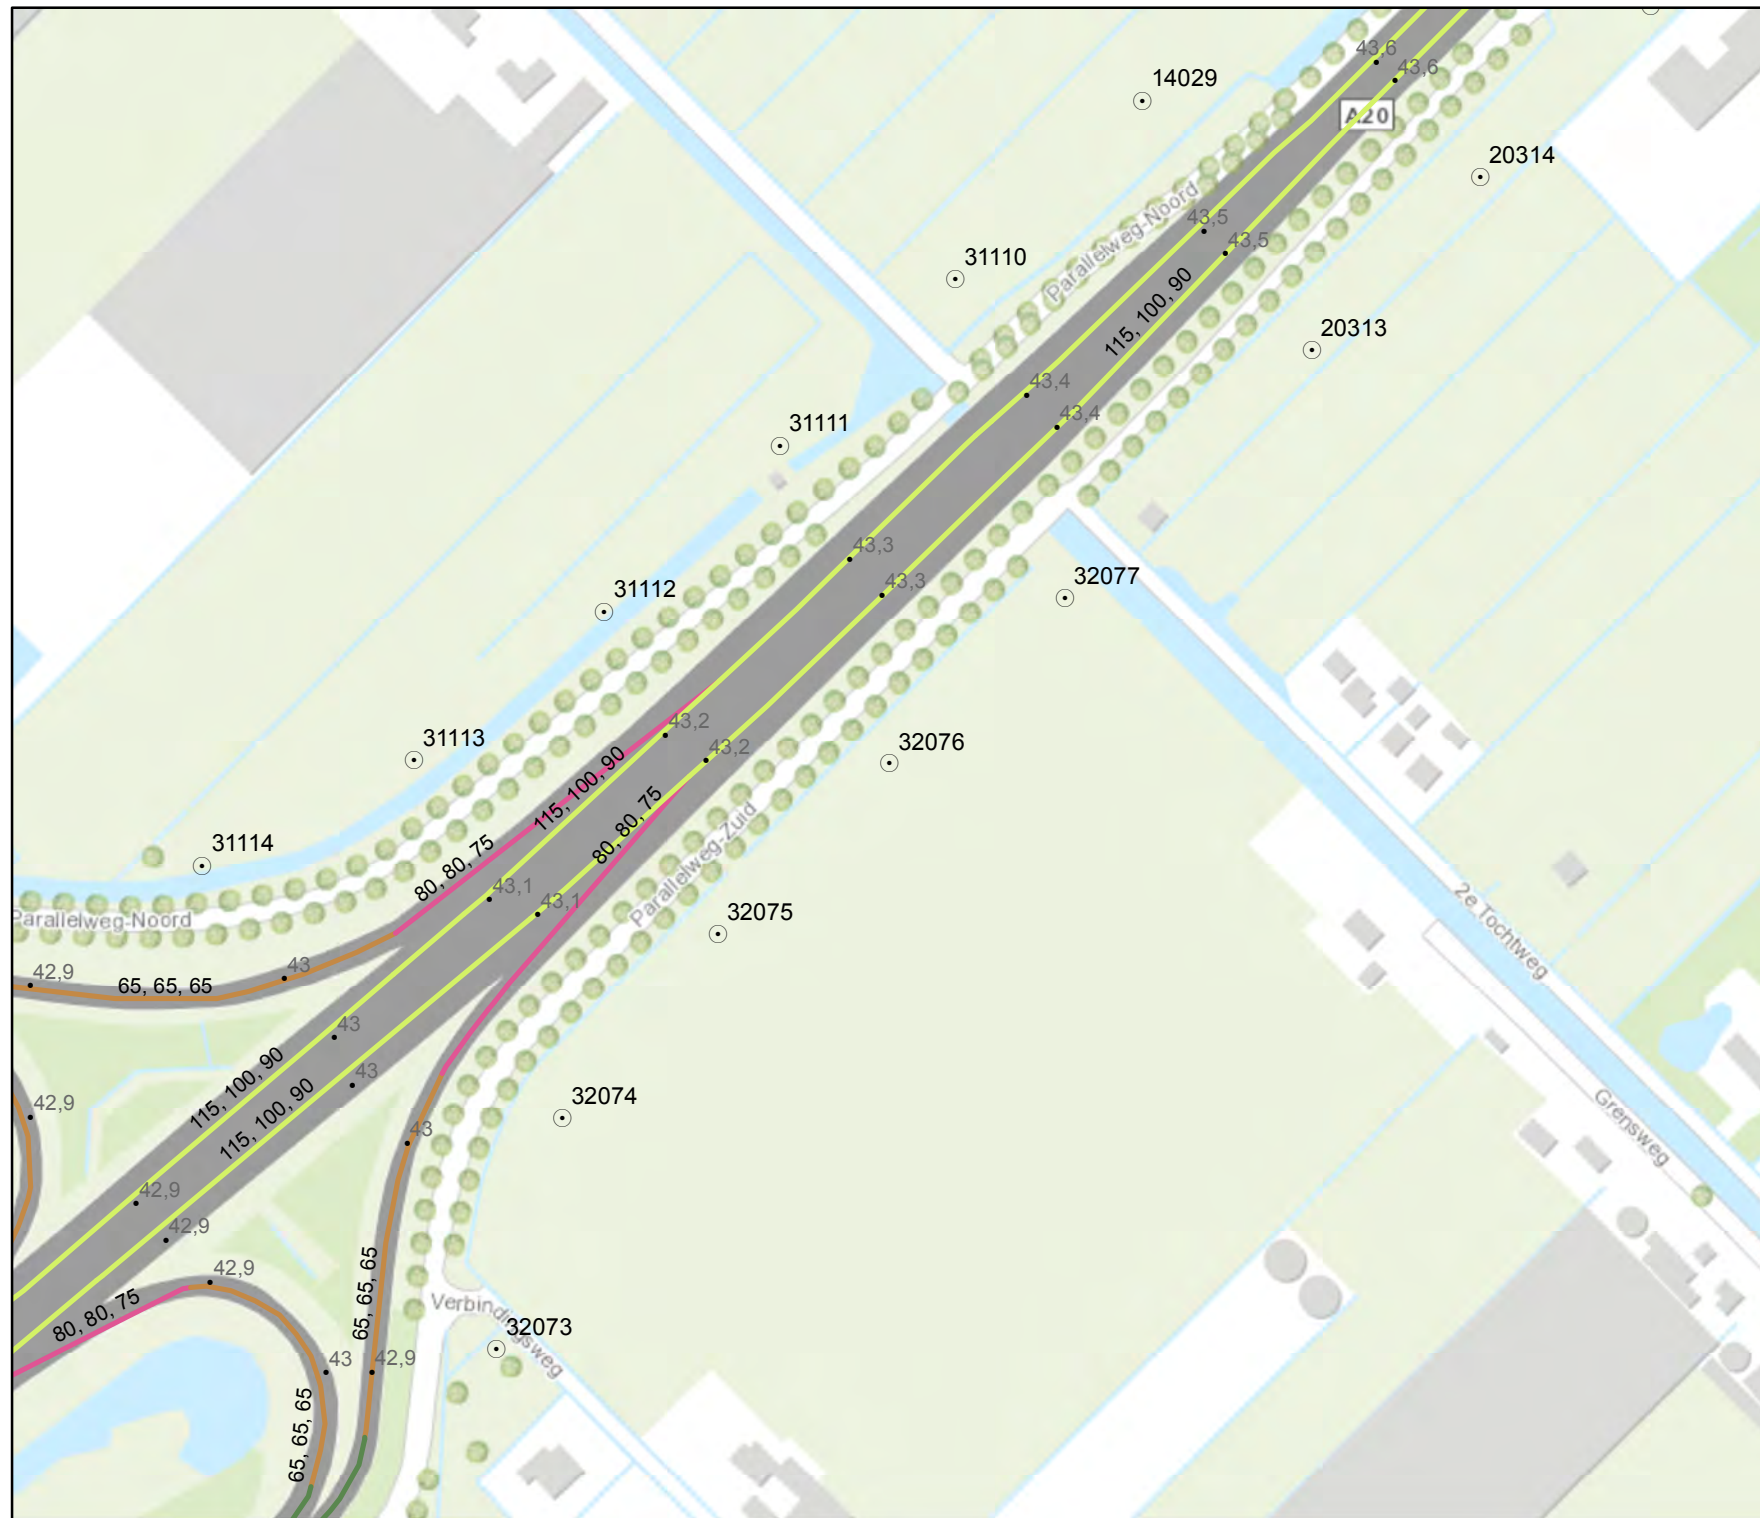 43,6
43,6
14029
A20
20314
Parallelweg-Noord
43,5
43,5
31110
115, 100, 90
20313
43,4
43,4
31111
43,3
43,3
31112
32077
43,2
43,2
31113
32076
115, 100, 90
80, 80, 75
80, 80, 75
Parallelweg-Zuid
31114
43,1
43,1
32075
Parallelweg-Noord
2e Tochtweg
42,9
65, 65, 65
43
43
43
115, 100, 90
115, 100, 90
42,9
32074
43
Grensweg
42,9
42,9
42,9
65, 65, 65
80, 80, 75
Verbindingsweg
32073
43
42,9
65, 65, 65